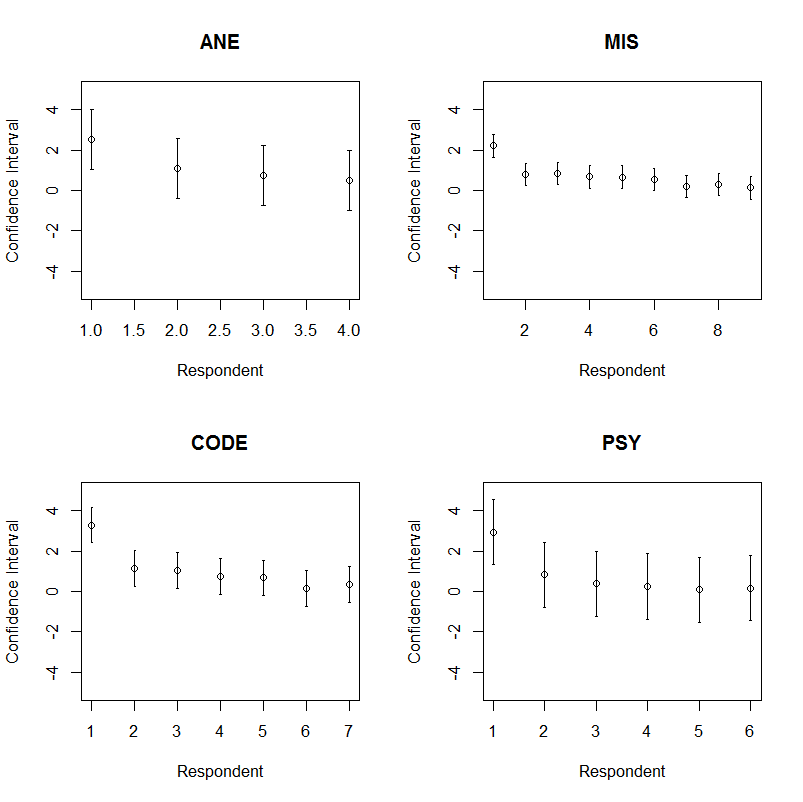 ANE
Confidence Interval
4
2
0
-2
-4
1.0 1.5 2.0 2.5 3.0 3.5 4.0
Respondent
MIS
Confidence Interval
4
2
0
-2
-4
2 4 6 8
Respondent
CODE
Confidence Interval
4
2
0
-2
-4
1 2 3 4 5 6 7
Respondent
PSY
Confidence Interval
4
2
0
-2
-4
1 2 3 4 5 6
Respondent